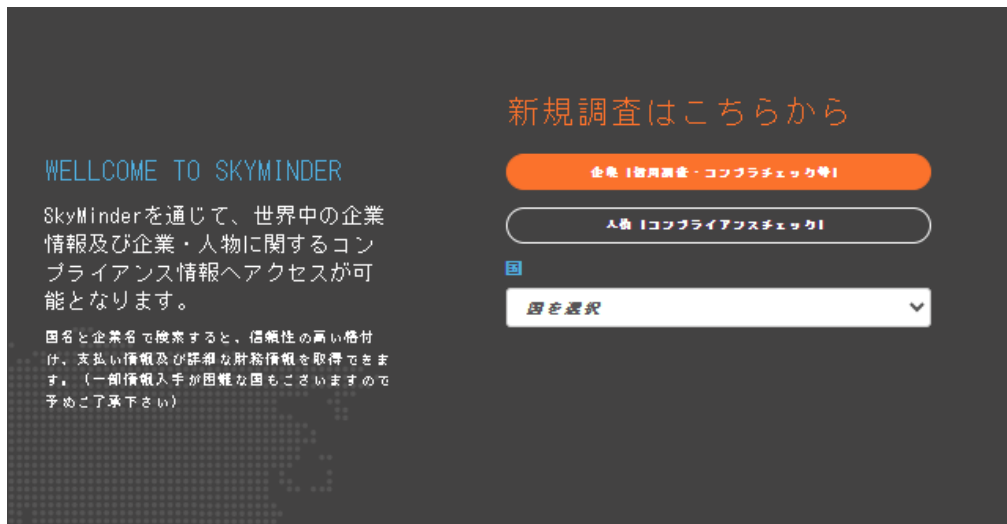 WELLCOME TO SKYMINDER
SkyMinderを通じて、世界中の企業
情報及び企業・人物に関するコン
プライアンス情報へアクセスが可
能となります。
国名と企業名で検索すると、信頼性の高い格付
け、支払い情報及び詳細な財務情報を取得できま
す。（一部情報入手が困難な国もございますので
予めご了承下さい）
新規調査はこちらから
企業 [信用調査・コンプラチェック等]
人物 [コンプライアンスチェック]
国
国を選択